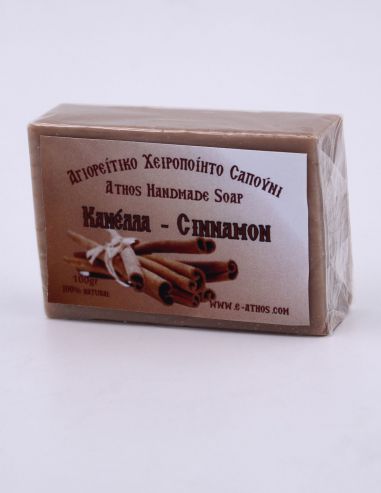 Αγιορείτικο Χειροποίητο Σαπούνι
Athos Handmade Soap
Κανέλλα - Cinnamon
100gr
100% NATURAL
www.e-athos.com